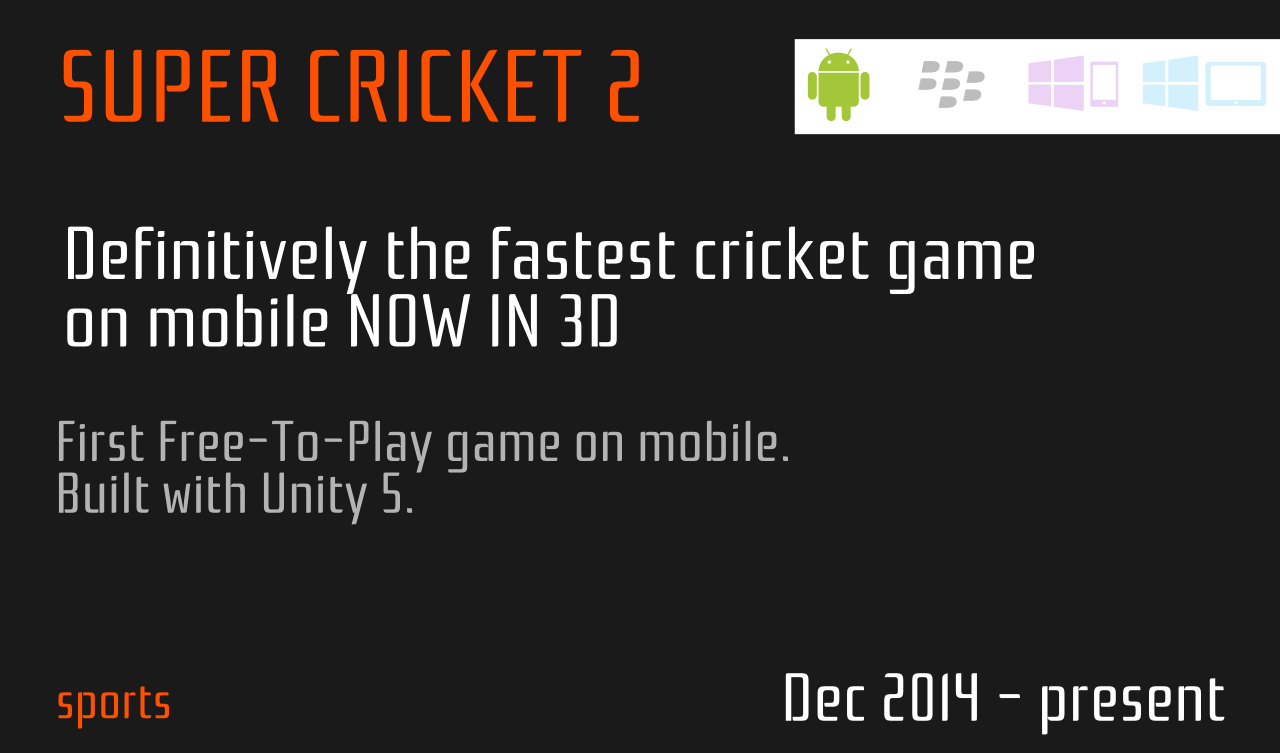 SUPER CRICKET 2
Definitively the fastest cricket game
on mobile NOW IN 3D
First Free-To-Play game on mobile.
Built with Unity 5.
sports
Dec 2014 - present